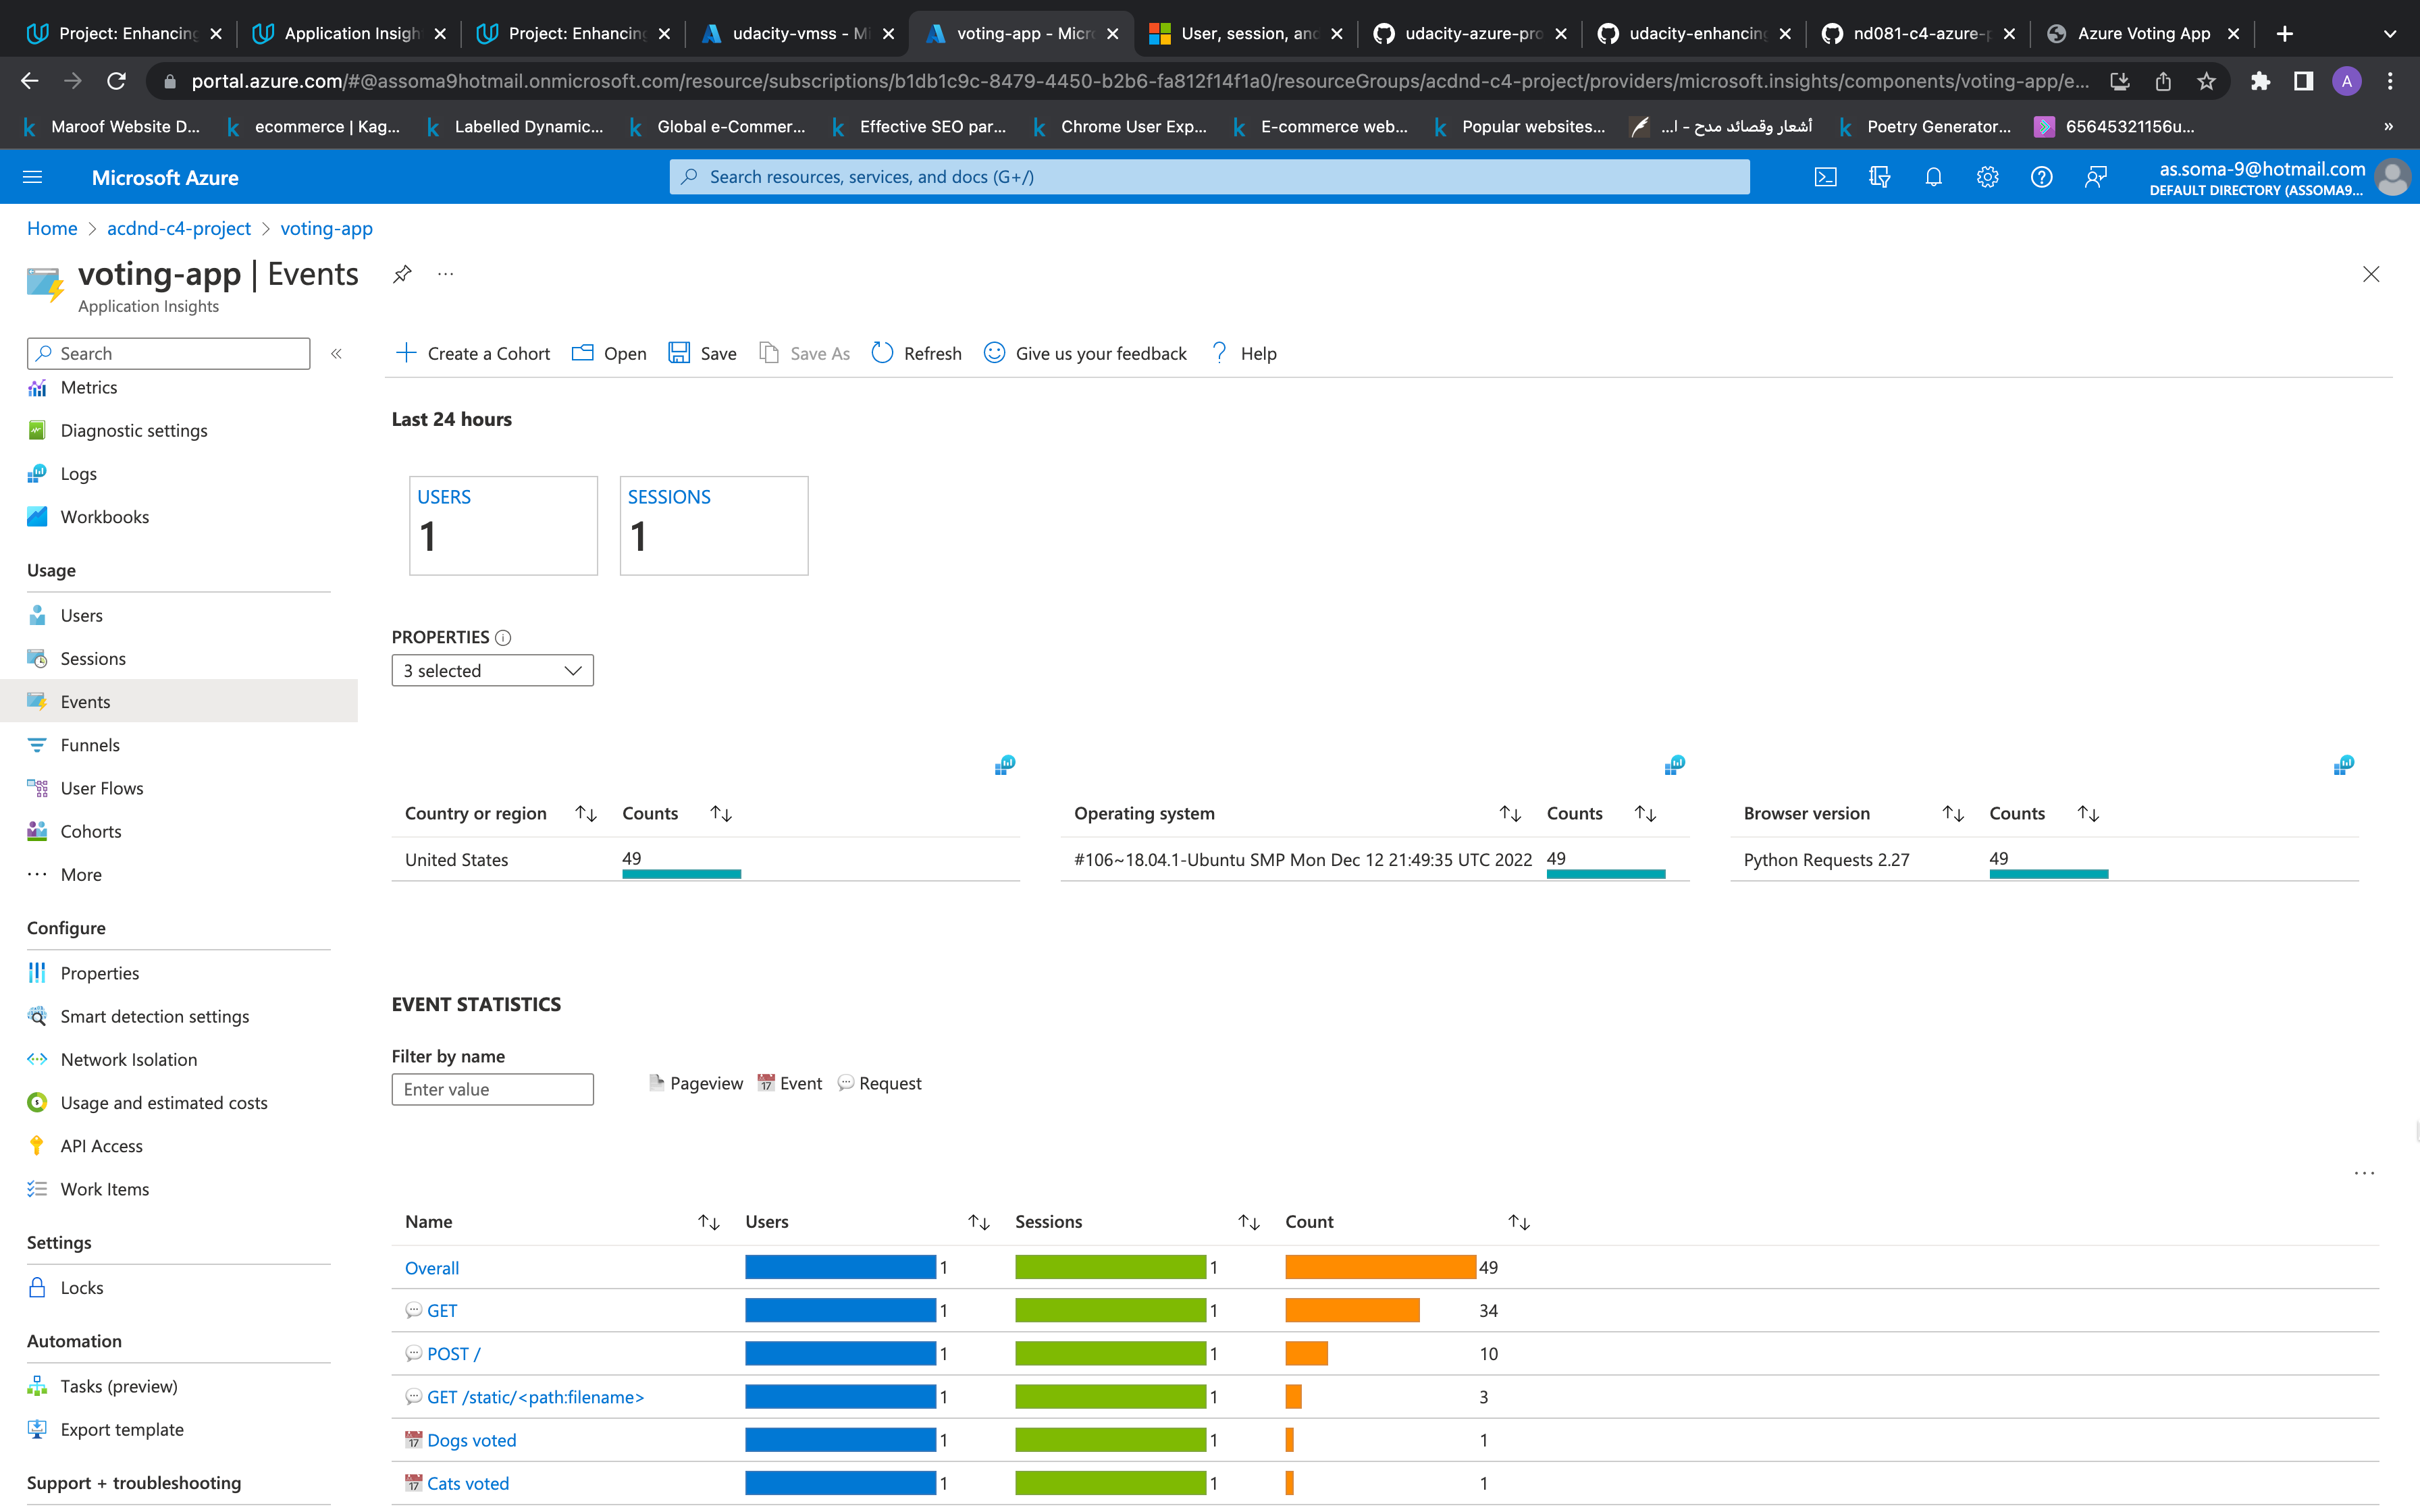 Project: Enhancing
Application Insigh
Project: Enhancing
udacity-vmss - Mi
voting-app - Micro
User, session, and
udacity-azure-pro
udacity-enhancing
nd081-c4-azure-p
Azure Voting App
portal.azure.com/#@assoma9hotmail.onmicrosoft.com/resource/subscriptions/b1db1c9c-8479-4450-b2b6-fa812f14f1a0/resourceGroups/acdnd-c4-project/providers/microsoft.insights/components/voting-app/e...
A
Maroof Website D...
ecommerce | Kag...
Labelled Dynamic...
Global e-Commer...
Effective SEO par...
Chrome User Exp...
E-commerce web...
Popular websites...
أشعار وقصائد مدح - ا...
Poetry Generator...
65645321156u...
»
Microsoft Azure
Search resources, services, and docs (G+/)
as.soma-9@hotmail.com
DEFAULT DIRECTORY (ASSOMA9...
Home > acdnd-c4-project > voting-app
voting-app | Events
...
Application Insights
Search
«
Create a Cohort
Open
Save
Save As
Refresh
Give us your feedback
Help
Metrics
Diagnostic settings
Logs
Workbooks
Usage
Users
Sessions
Events
Funnels
User Flows
Cohorts
More
Configure
Properties
Smart detection settings
Network Isolation
Usage and estimated costs
API Access
Work Items
Settings
Locks
Automation
Tasks (preview)
Export template
Support + troubleshooting
Last 24 hours
USERS
1
SESSIONS
1
PROPERTIES
3 selected
Country or region Counts
United States 49
Operating system Counts
#106~18.04.1-Ubuntu SMP Mon Dec 12 21:49:35 UTC 2022 49
Browser version Counts
Python Requests 2.27 49
EVENT STATISTICS
Filter by name
Enter value
Pageview 17 Event Request
...
Name Users Sessions Count
Overall 1 1 49
GET 1 1 34
POST / 1 1 10
GET /static/<path:filename> 1 1 3
17 Dogs voted 1 1 1
17 Cats voted 1 1 1